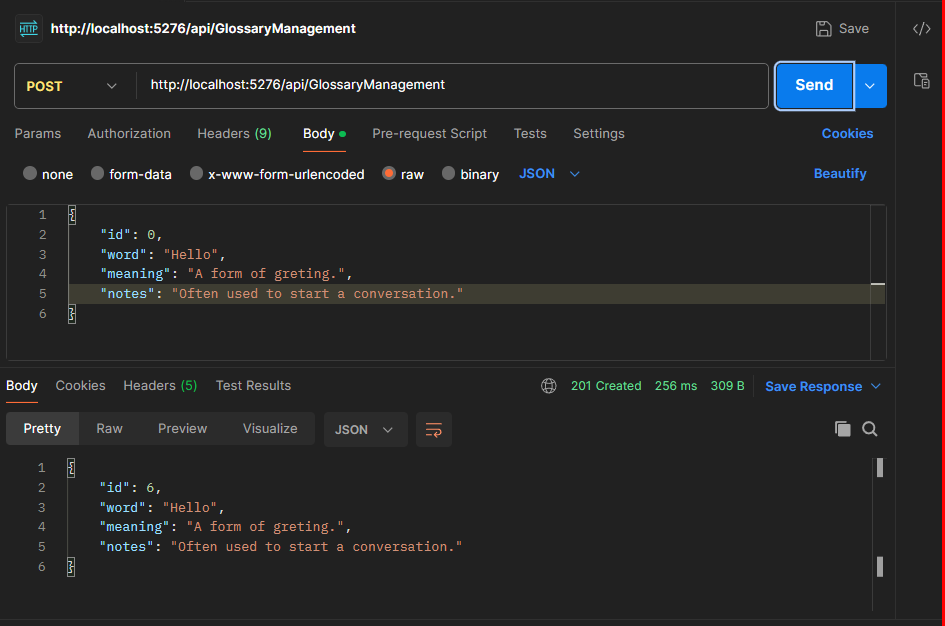 HTTP http://localhost:5276/api/GlossaryManagement Save </>
POST http://localhost:5276/api/GlossaryManagement Send
Params Authorization Headers (9) Body Pre-request Script Tests Settings Cookies
none form-data x-www-form-urlencoded raw binary JSON Beautify
1 {
2 "id": 0,
3 "word": "Hello",
4 "meaning": "A form of greting.",
5 "notes": "Often used to start a conversation."
6 }
Body Cookies Headers (5) Test Results 201 Created 256 ms 309 B Save Response
Pretty Raw Preview Visualize JSON
1 {
2 "id": 6,
3 "word": "Hello",
4 "meaning": "A form of greting.",
5 "notes": "Often used to start a conversation."
6 }